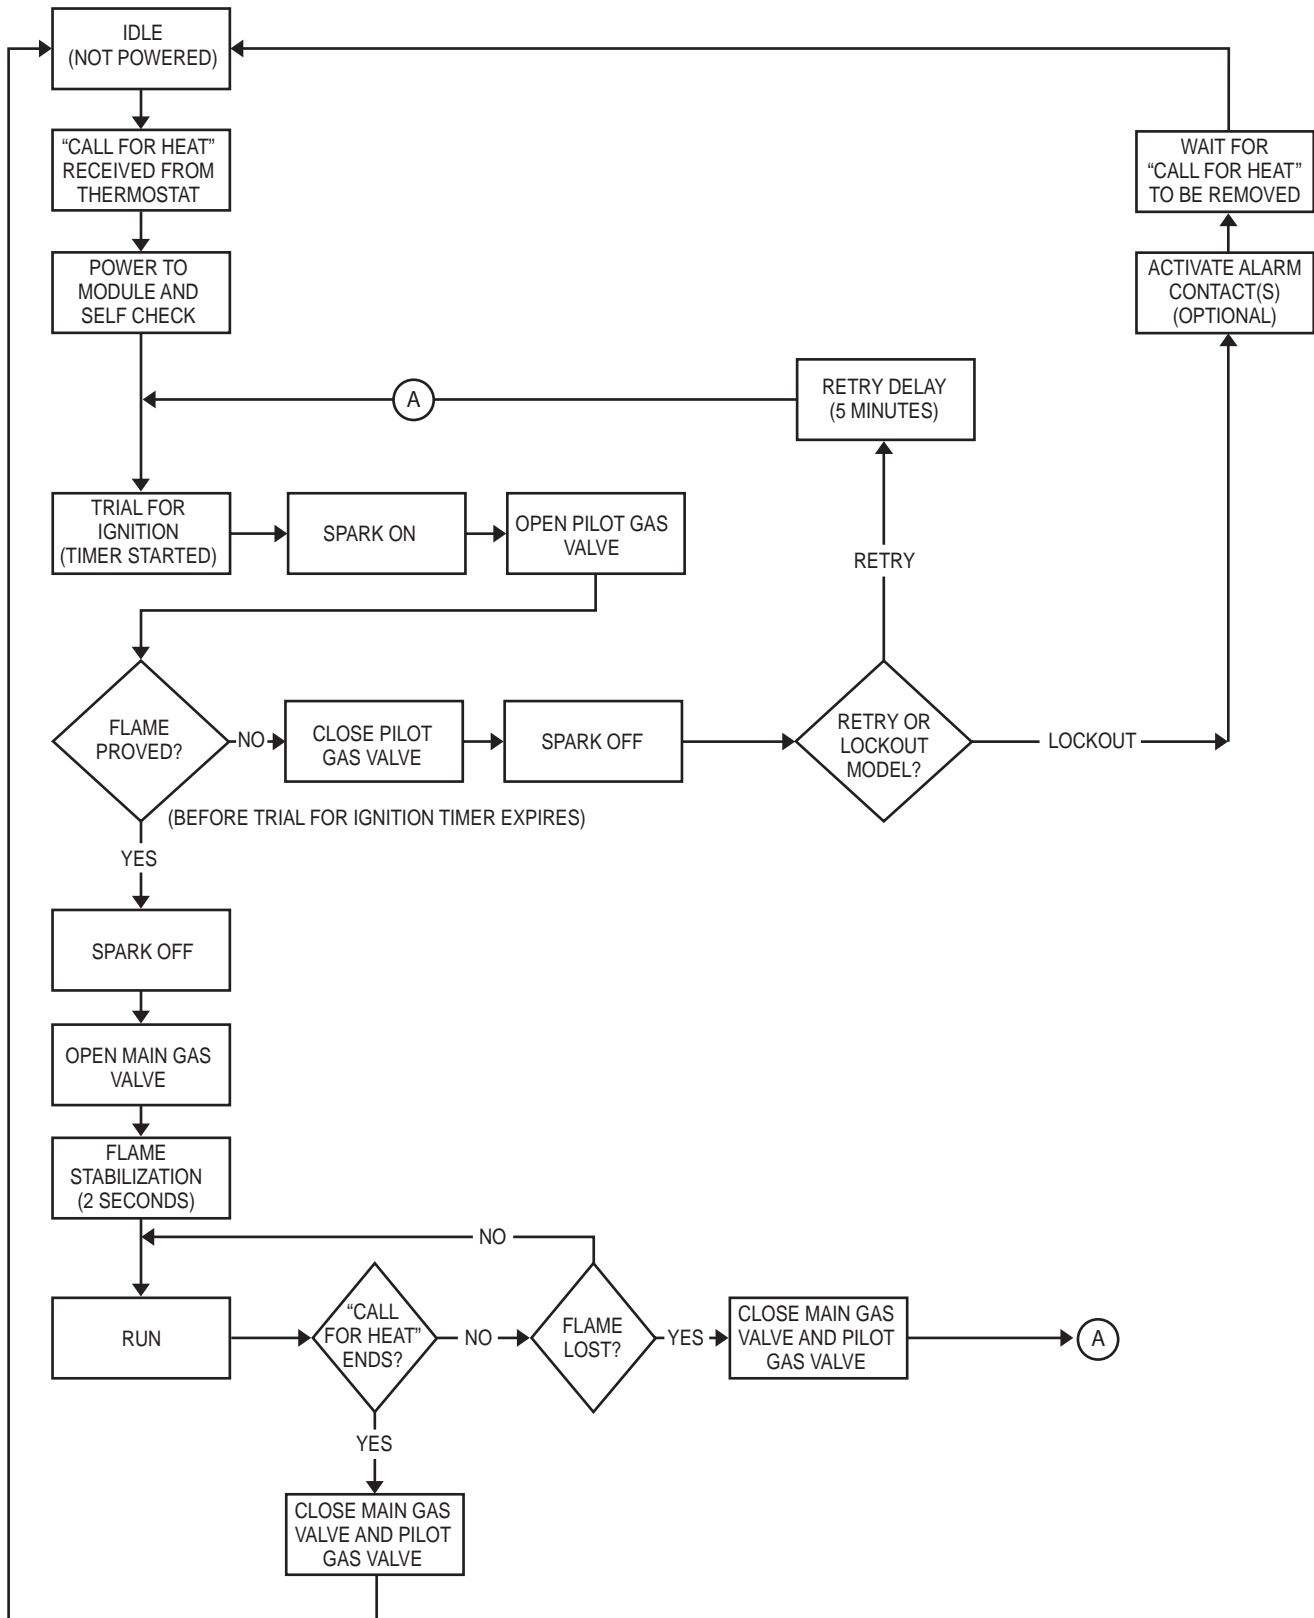 IDLE
(NOT POWERED)
“CALL FOR HEAT”
RECEIVED FROM
THERMOSTAT
WAIT FOR
“CALL FOR HEAT”
TO BE REMOVED
POWER TO
MODULE AND
SELF CHECK
ACTIVATE ALARM
CONTACT(S)
(OPTIONAL)
A
RETRY DELAY
(5 MINUTES)
TRIAL FOR
IGNITION
(TIMER STARTED)
SPARK ON
OPEN PILOT GAS
VALVE
RETRY
FLAME
PROVED?
NO
CLOSE PILOT
GAS VALVE
SPARK OFF
RETRY OR
LOCKOUT
MODEL?
LOCKOUT
(BEFORE TRIAL FOR IGNITION TIMER EXPIRES)
YES
SPARK OFF
OPEN MAIN GAS
VALVE
FLAME
STABILIZATION
(2 SECONDS)
NO
RUN
“CALL
FOR HEAT”
ENDS?
NO
FLAME
LOST?
YES
CLOSE MAIN GAS
VALVE AND PILOT
GAS VALVE
A
YES
CLOSE MAIN GAS
VALVE AND PILOT
GAS VALVE